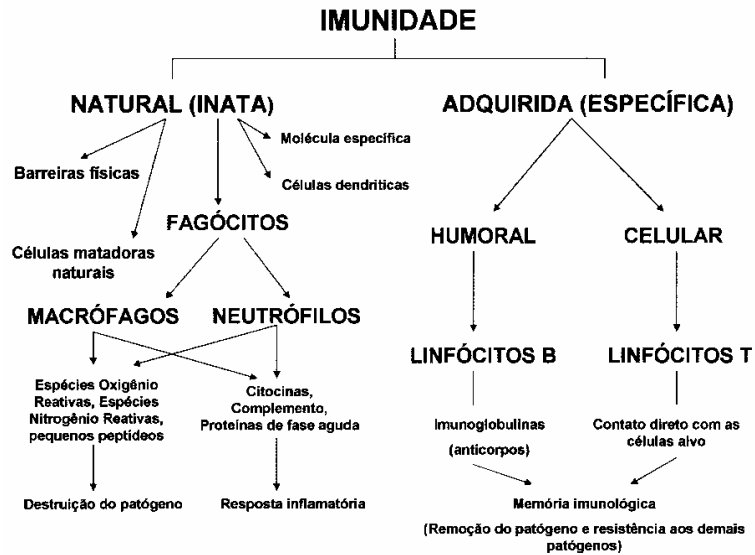 IMUNIDADE
NATURAL (INATA)
ADQUIRIDA (ESPECÍFICA)
Molécula específica
Barreiras físicas
Células dendríticas
FAGÓCITOS
Células matadoras
naturais
HUMORAL
CELULAR
MACRÓFAGOS
NEUTRÓFILOS
LINFÓCITOS B
LINFÓCITOS T
Espécies Oxigênio
Reativas, Espécies
Nitrogênio Reativas,
pequenos peptídeos
Citocinas,
Complemento,
Proteínas de fase aguda
Imunoglobulinas
(anticorpos)
Contato direto com as
células alvo
Destruição do patógeno
Resposta inflamatória
Memória imunológica
(Remoção do patógeno e resistência aos demais
patógenos)